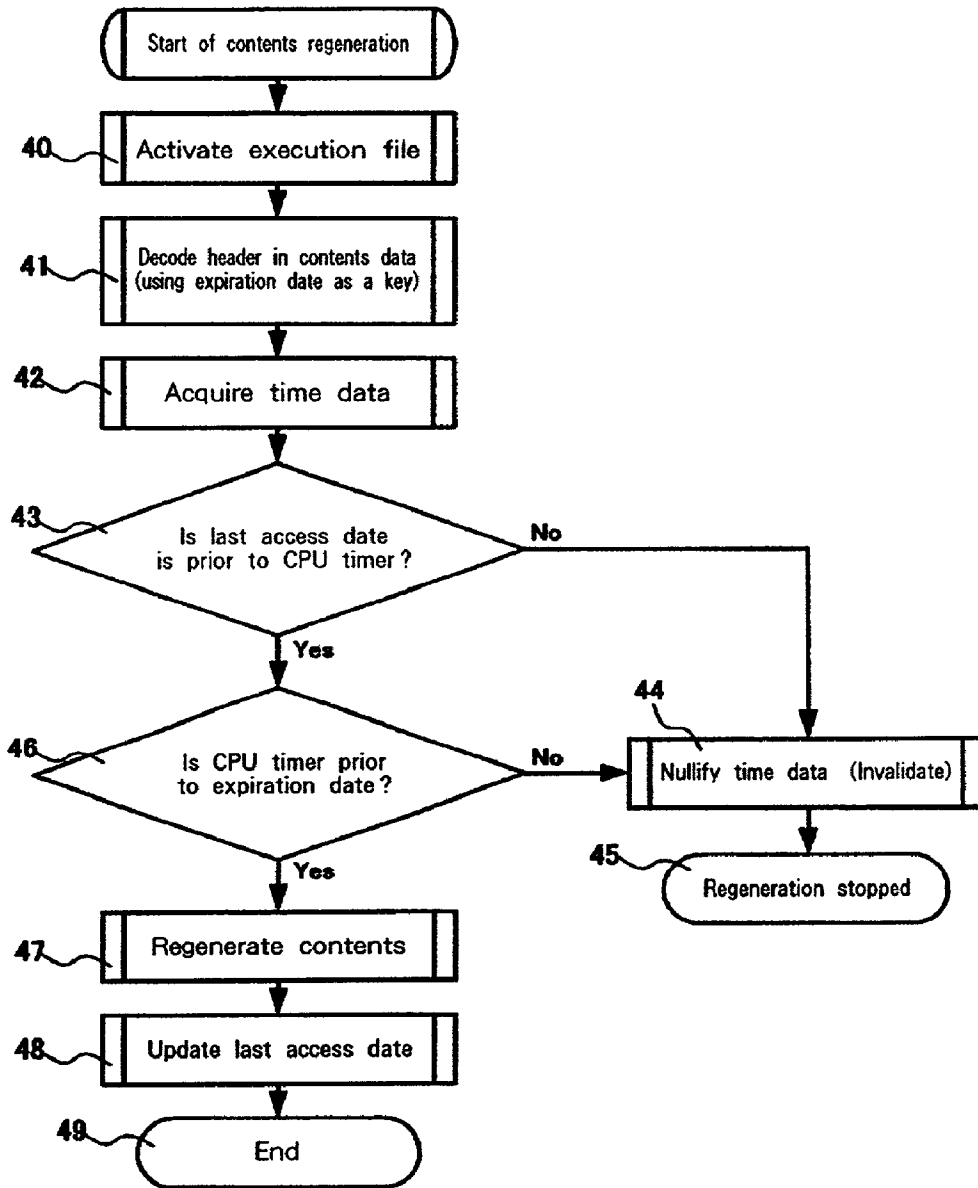 Start of contents regeneration
40
Activate execution file
41
Decode header in contents data
(using expiration date as a key)
42
Acquire time data
43
Is last access date
is prior to CPU timer?
No
Yes
46
Is CPU timer prior
to expiration date?
No
44
Nullify time data (Invalidate)
45
Regeneration stopped
Yes
47
Regenerate contents
48
Update last access date
49
End